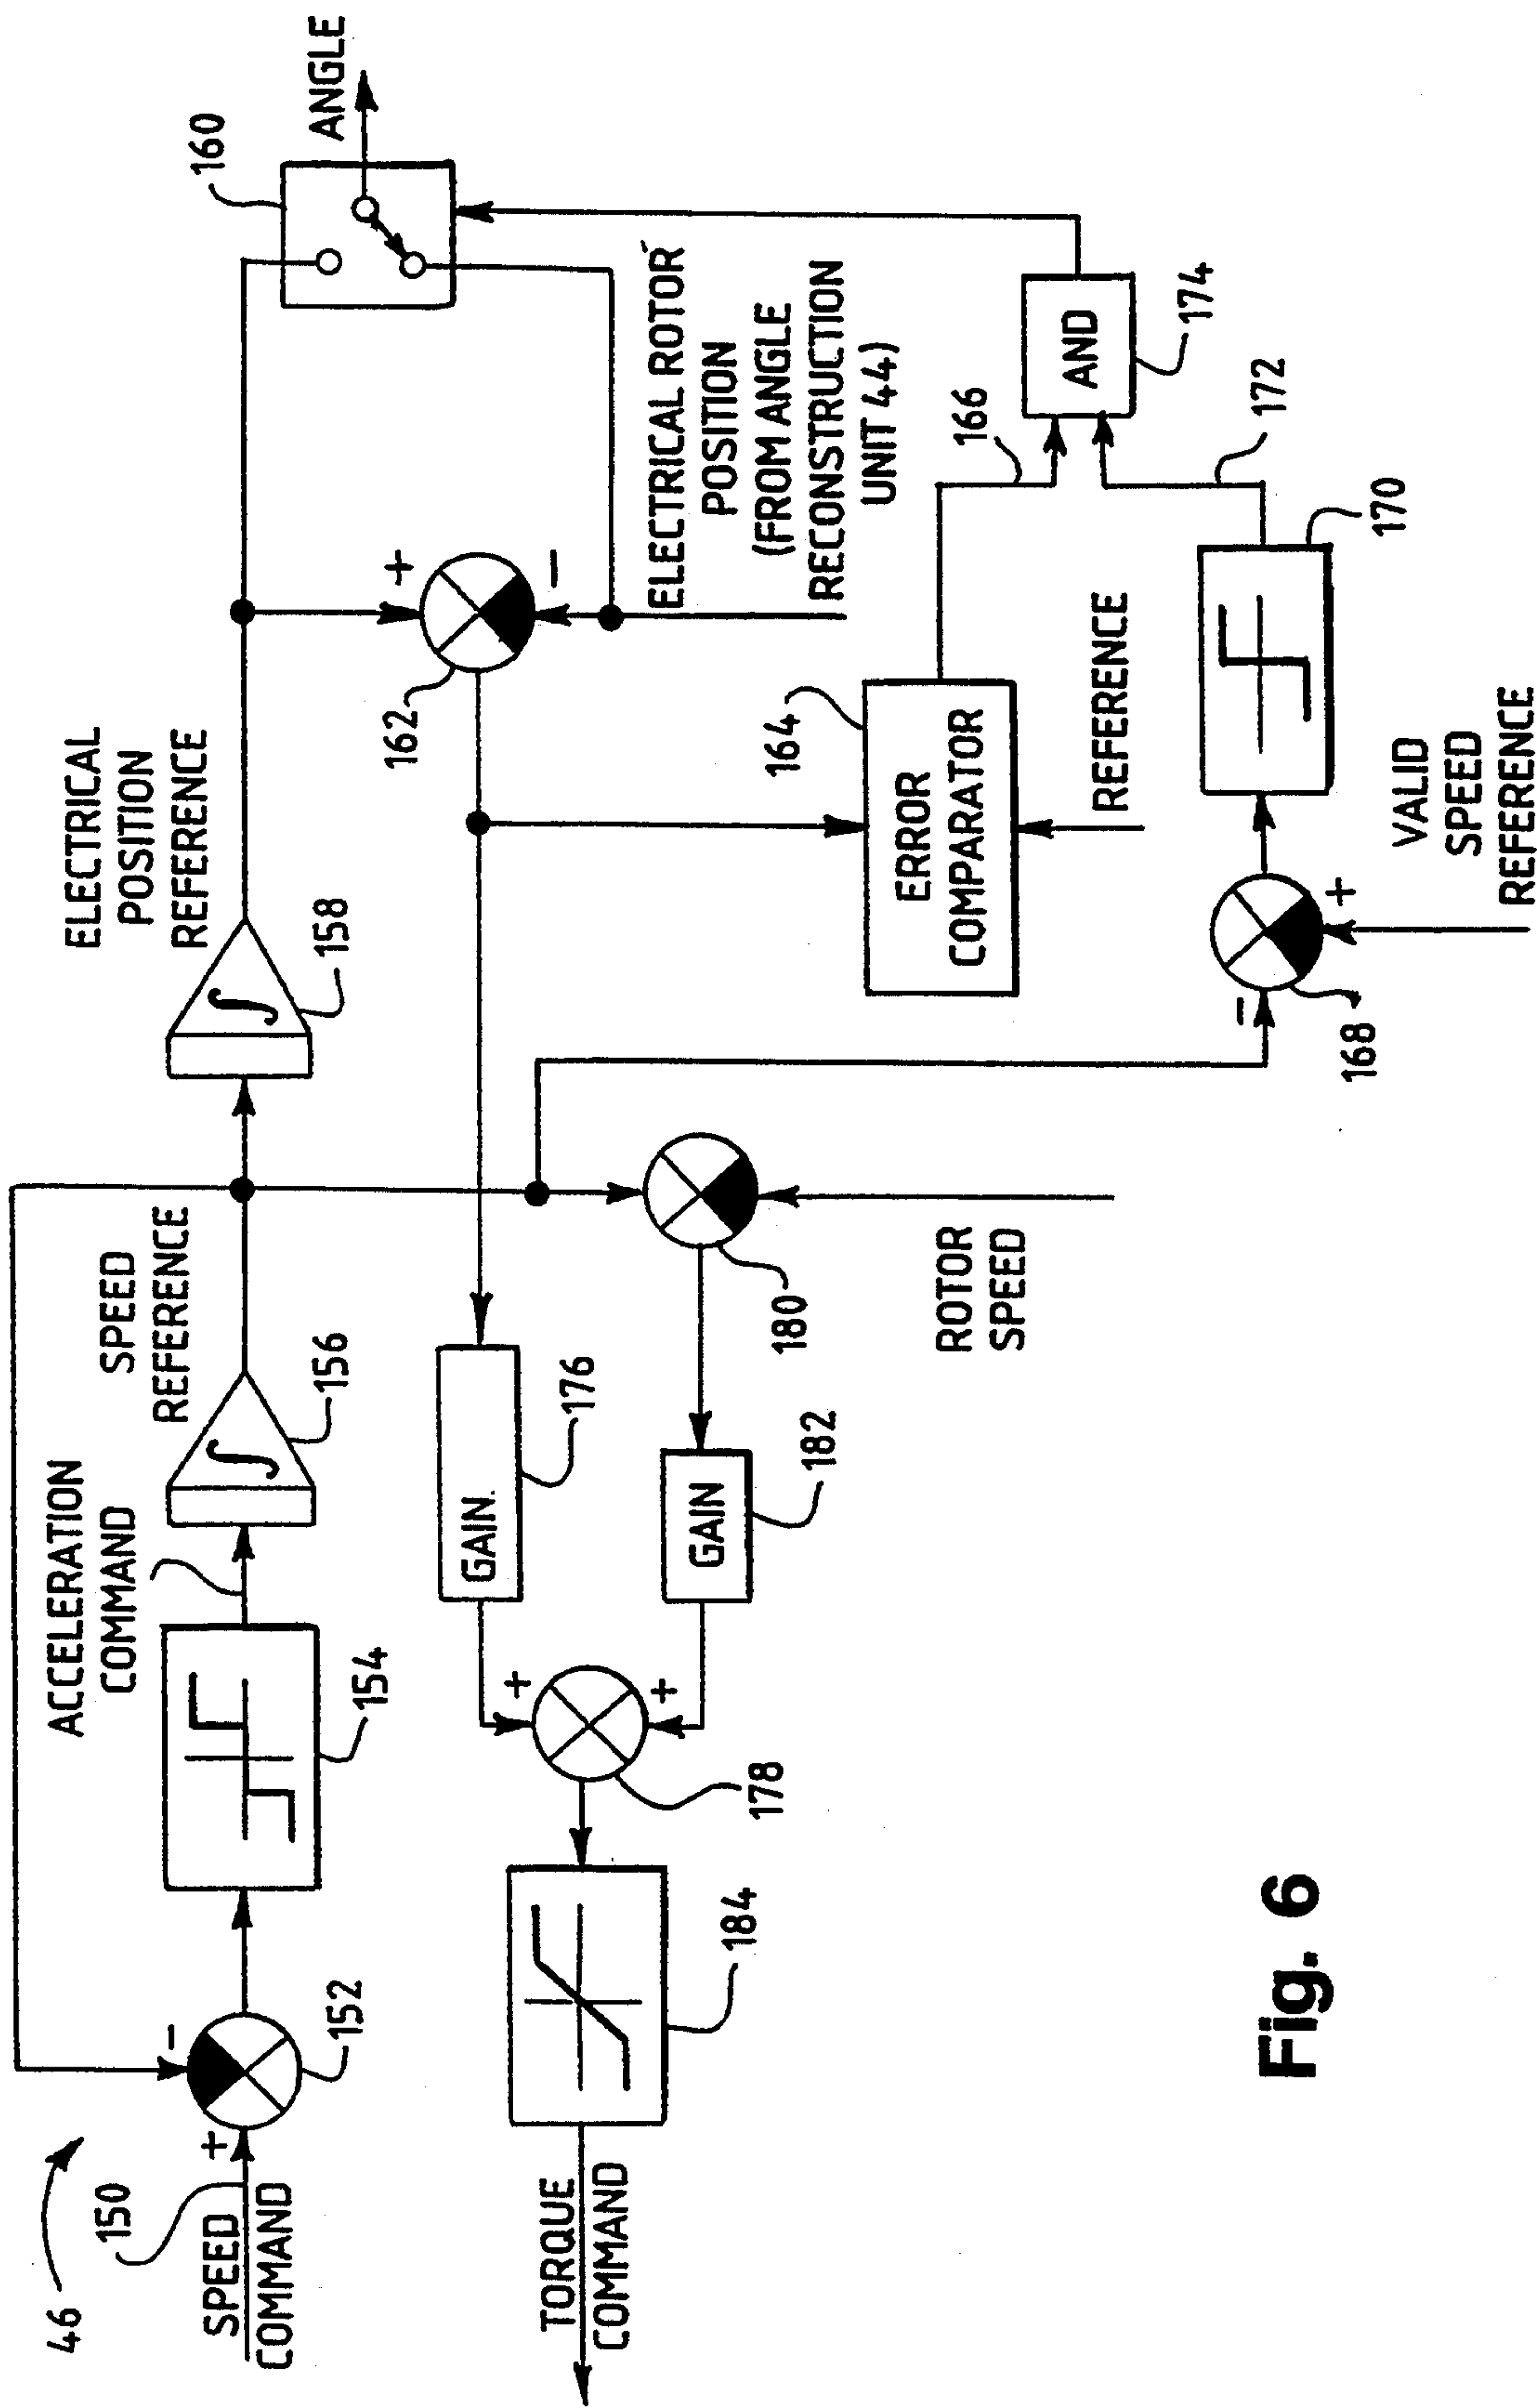 46
150
SPEED
COMMAND
+
-
152
154
ACCELERATION
COMMAND
∫
156
SPEED
REFERENCE
∫
158
ELECTRICAL
POSITION
REFERENCE
160
ANGLE
+
-
162
ELECTRICAL ROTOR
POSITION
(FROM ANGLE
RECONSTRUCTION
UNIT 44)
164
ERROR
COMPARATOR
REFERENCE
166
AND
174
172
170
-
+
168
VALID
SPEED
REFERENCE
180
ROTOR
SPEED
GAIN.
176
GAIN
182
+
+
178
184
TORQUE
COMMAND
Fig. 6